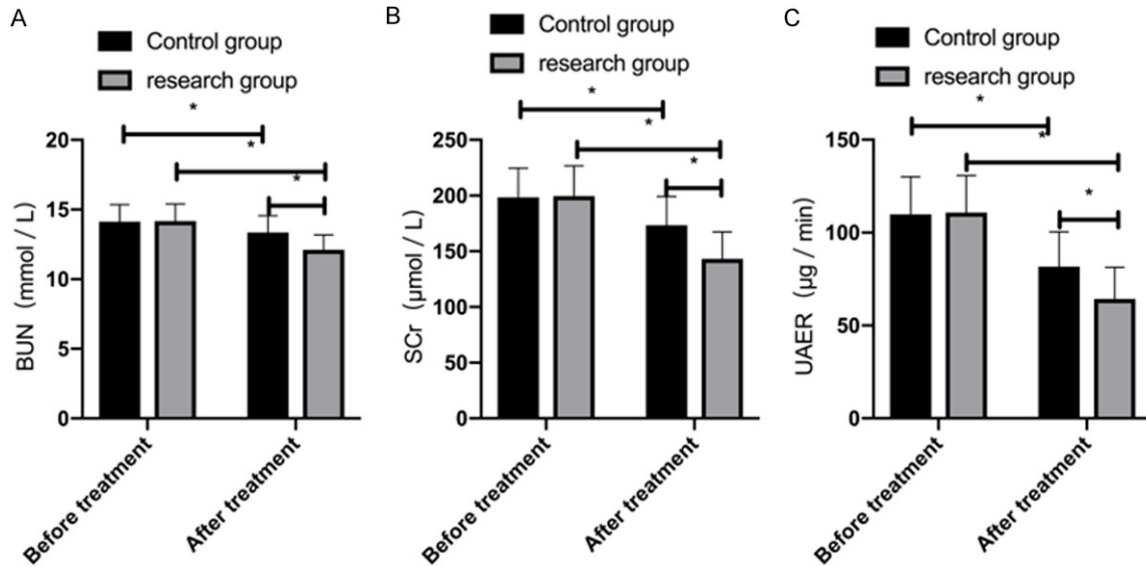 A
Control group
research group
*
*
*
BUN (mmol / L)
20
15
10
5
0
Before treatment
After treatment
B
Control group
research group
*
*
*
SCr (μmol / L)
250
200
150
100
50
0
Before treatment
After treatment
C
Control group
research group
*
*
*
UAER (μg / min)
150
100
50
0
Before treatment
After treatment